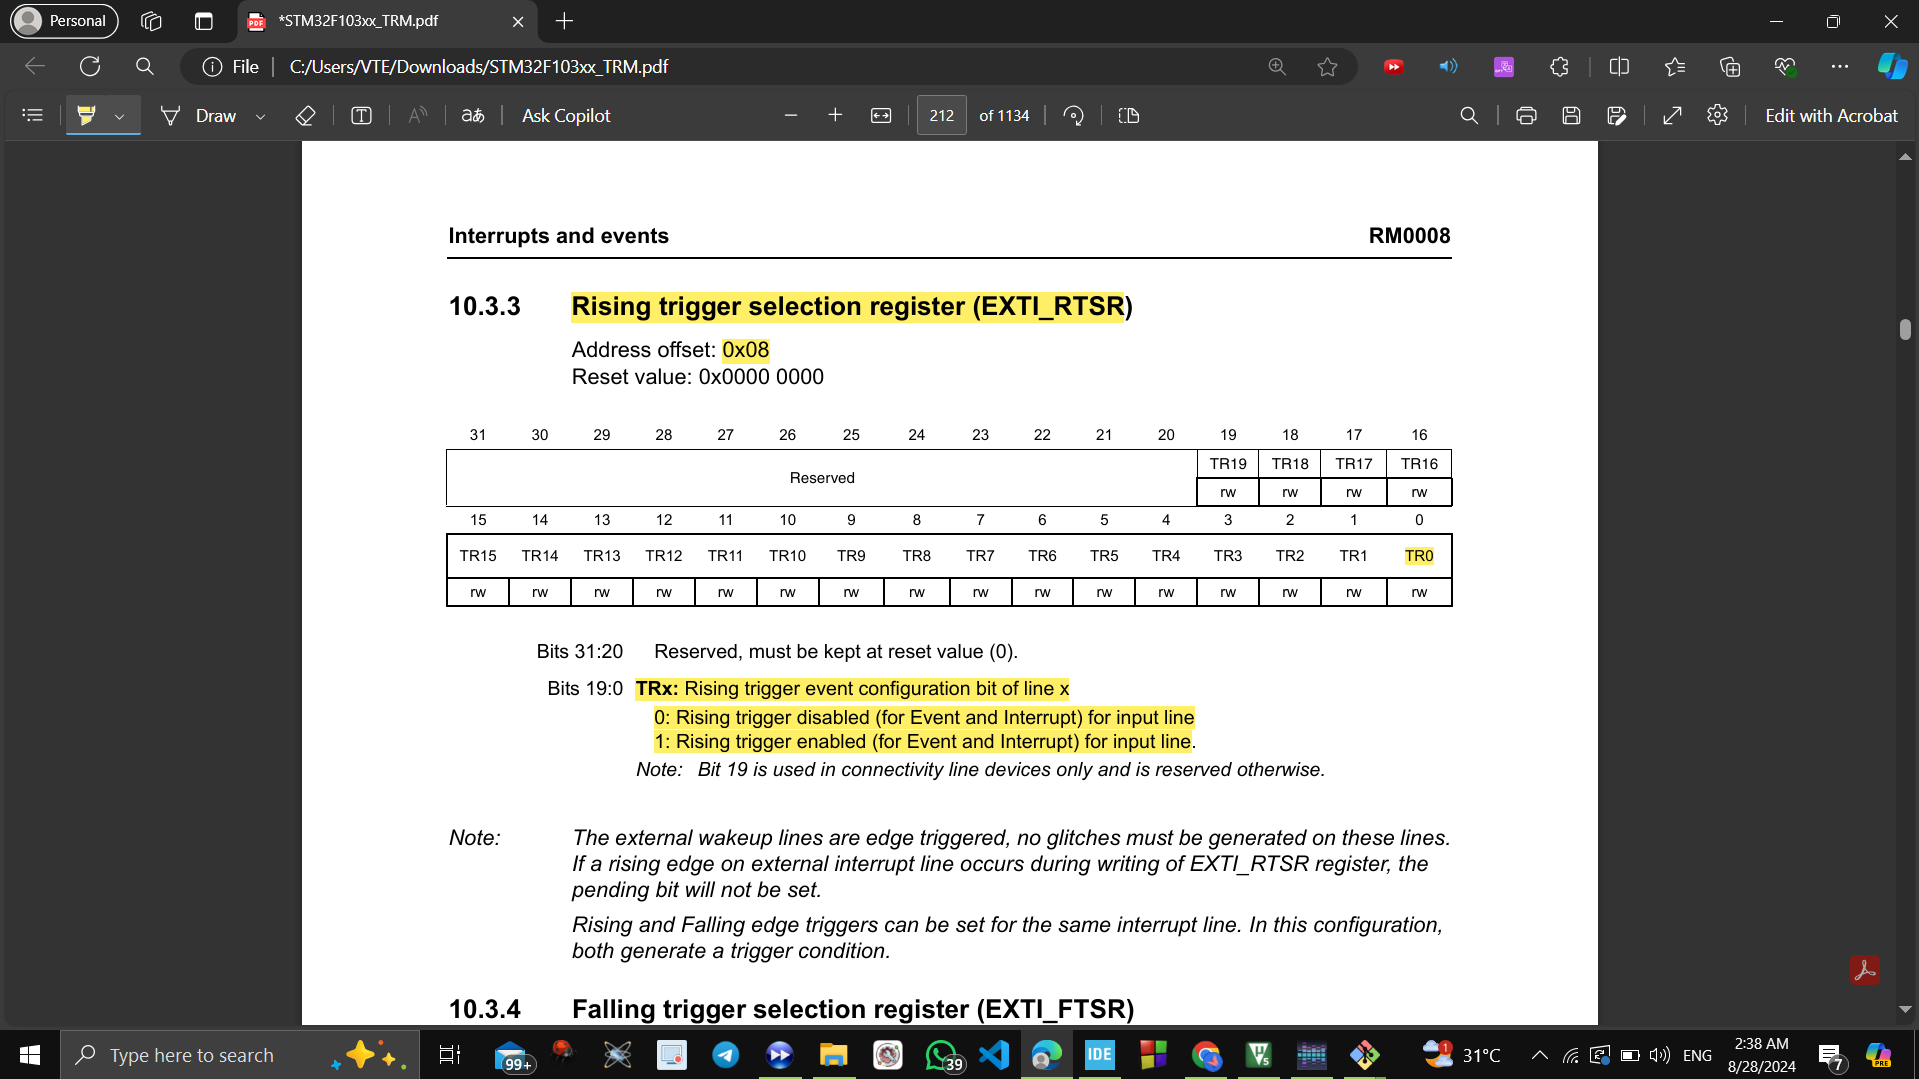 Personal
*STM32F103xx_TRM.pdf
File
C:/Users/VTE/Downloads/STM32F103xx_TRM.pdf
Draw
aあ
Ask Copilot
212 of 1134
Edit with Acrobat
Interrupts and events RM0008
10.3.3 Rising trigger selection register (EXTI_RTSR)
Address offset: 0x08
Reset value: 0x0000 0000
31 30 29 28 27 26 25 24 23 22 21 20 19 18 17 16
Reserved TR19 TR18 TR17 TR16
rw rw rw rw
15 14 13 12 11 10 9 8 7 6 5 4 3 2 1 0
TR15 TR14 TR13 TR12 TR11 TR10 TR9 TR8 TR7 TR6 TR5 TR4 TR3 TR2 TR1 TR0
rw rw rw rw rw rw rw rw rw rw rw rw rw rw rw rw
Bits 31:20 Reserved, must be kept at reset value (0).
Bits 19:0 TRx: Rising trigger event configuration bit of line x
0: Rising trigger disabled (for Event and Interrupt) for input line
1: Rising trigger enabled (for Event and Interrupt) for input line.
Note: Bit 19 is used in connectivity line devices only and is reserved otherwise.
Note: The external wakeup lines are edge triggered, no glitches must be generated on these lines.
If a rising edge on external interrupt line occurs during writing of EXTI_RTSR register, the
pending bit will not be set.
Rising and Falling edge triggers can be set for the same interrupt line. In this configuration,
both generate a trigger condition.
10.3.4 Falling trigger selection register (EXTI_FTSR)
Type here to search
99+
39
IDE
1
31°C
ENG
2:38 AM
8/28/2024
7
PRE